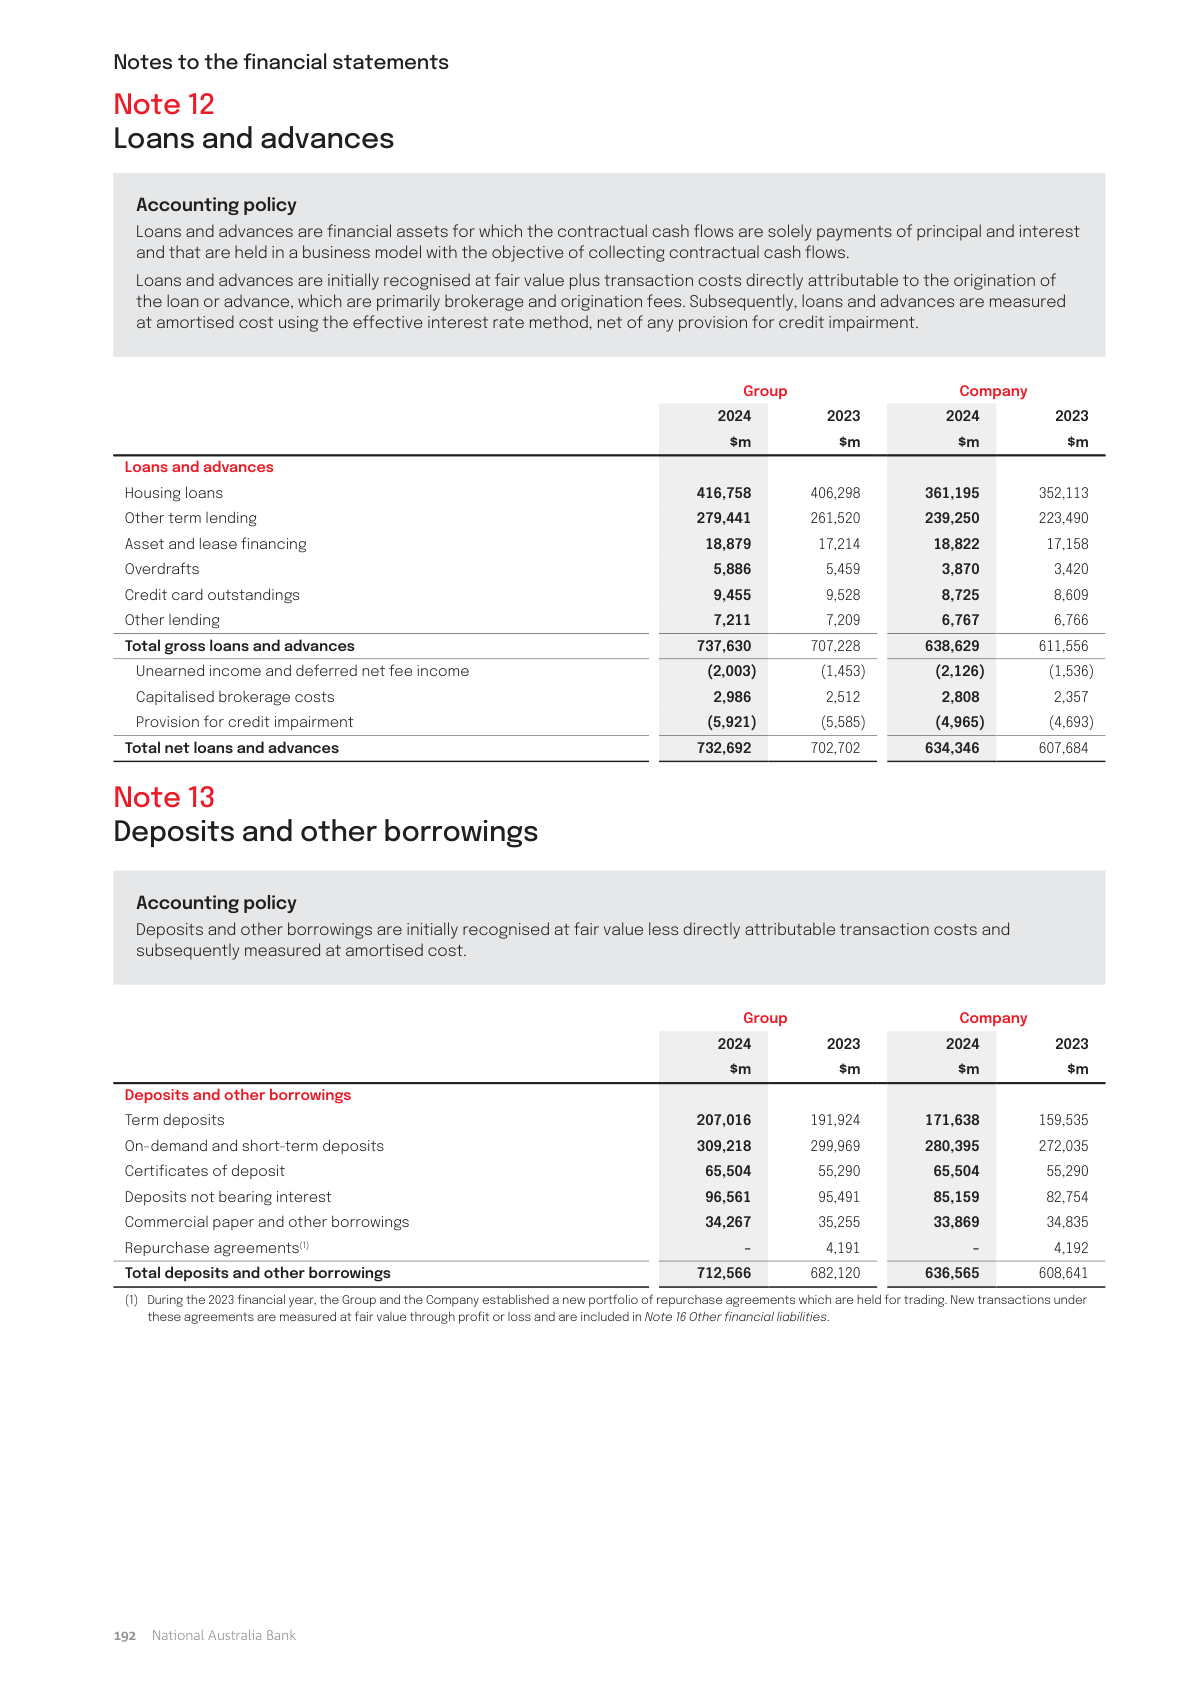 Notes to the financial statements
Note 12
Loans and advances
Accounting policy
Loans and advances are financial assets for which the contractual cash flows are solely payments of principal and interest
and that are held in a business model with the objective of collecting contractual cash flows.
Loans and advances are initially recognised at fair value plus transaction costs directly attributable to the origination of
the loan or advance, which are primarily brokerage and origination fees. Subsequently, loans and advances are measured
at amortised cost using the effective interest rate method, net of any provision for credit impairment.
Group Company
2024 2023 2024 2023
$m $m $m $m
Loans and advances
Housing loans 416,758 406,298 361,195 352,113
Other term lending 279,441 261,520 239,250 223,490
Asset and lease financing 18,879 17,214 18,822 17,158
Overdrafts 5,886 5,459 3,870 3,420
Credit card outstandings 9,455 9,528 8,725 8,609
Other lending 7,211 7,209 6,767 6,766
Total gross loans and advances 737,630 707,228 638,629 611,556
Unearned income and deferred net fee income (2,003) (1,453) (2,126) (1,536)
Capitalised brokerage costs 2,986 2,512 2,808 2,357
Provision for credit impairment (5,921) (5,585) (4,965) (4,693)
Total net loans and advances 732,692 702,702 634,346 607,684
Note 13
Deposits and other borrowings
Accounting policy
Deposits and other borrowings are initially recognised at fair value less directly attributable transaction costs and
subsequently measured at amortised cost.
Group Company
2024 2023 2024 2023
$m $m $m $m
Deposits and other borrowings
Term deposits 207,016 191,924 171,638 159,535
On-demand and short-term deposits 309,218 299,969 280,395 272,035
Certificates of deposit 65,504 55,290 65,504 55,290
Deposits not bearing interest 96,561 95,491 85,159 82,754
Commercial paper and other borrowings 34,267 35,255 33,869 34,835
Repurchase agreements(1) – 4,191 – 4,192
Total deposits and other borrowings 712,566 682,120 636,565 608,641
(1) During the 2023 financial year, the Group and the Company established a new portfolio of repurchase agreements which are held for trading. New transactions under
these agreements are measured at fair value through profit or loss and are included in Note 16 Other financial liabilities.
192 National Australia Bank